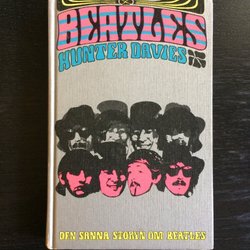 BEATLES
HUNTER DAVIES
DEN SANNA STORYN OM BEATLES